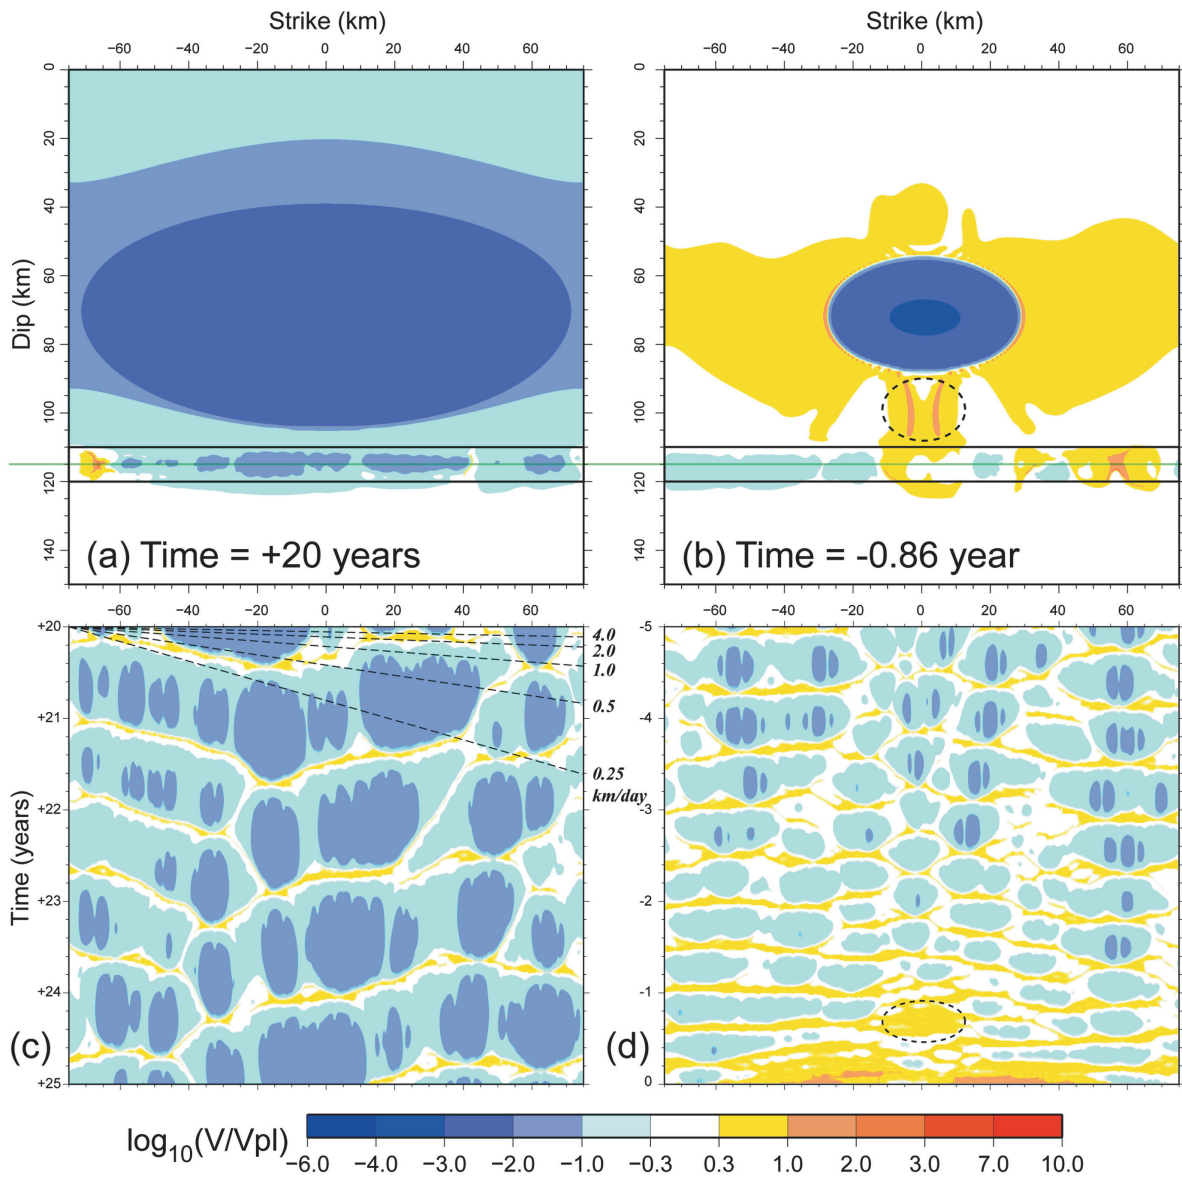 Strike (km)
Strike (km)
−60 −40 −20 0 20 40 60
−60 −40 −20 0 20 40 60
Dip (km)
0
20
40
60
80
100
120
140
0
20
40
60
80
100
120
140
(a) Time = +20 years
(b) Time = -0.86 year
−60 −40 −20 0 20 40 60
−60 −40 −20 0 20 40 60
Time (years)
+20
+21
+22
+23
+24
+25
4.0
2.0
1.0
0.5
0.25
km/day
-5
-4
-3
-2
-1
0
(c)
(d)
log10(V/Vpl)
−6.0 −4.0 −3.0 −2.0 −1.0 −0.3 0.3 1.0 2.0 3.0 7.0 10.0